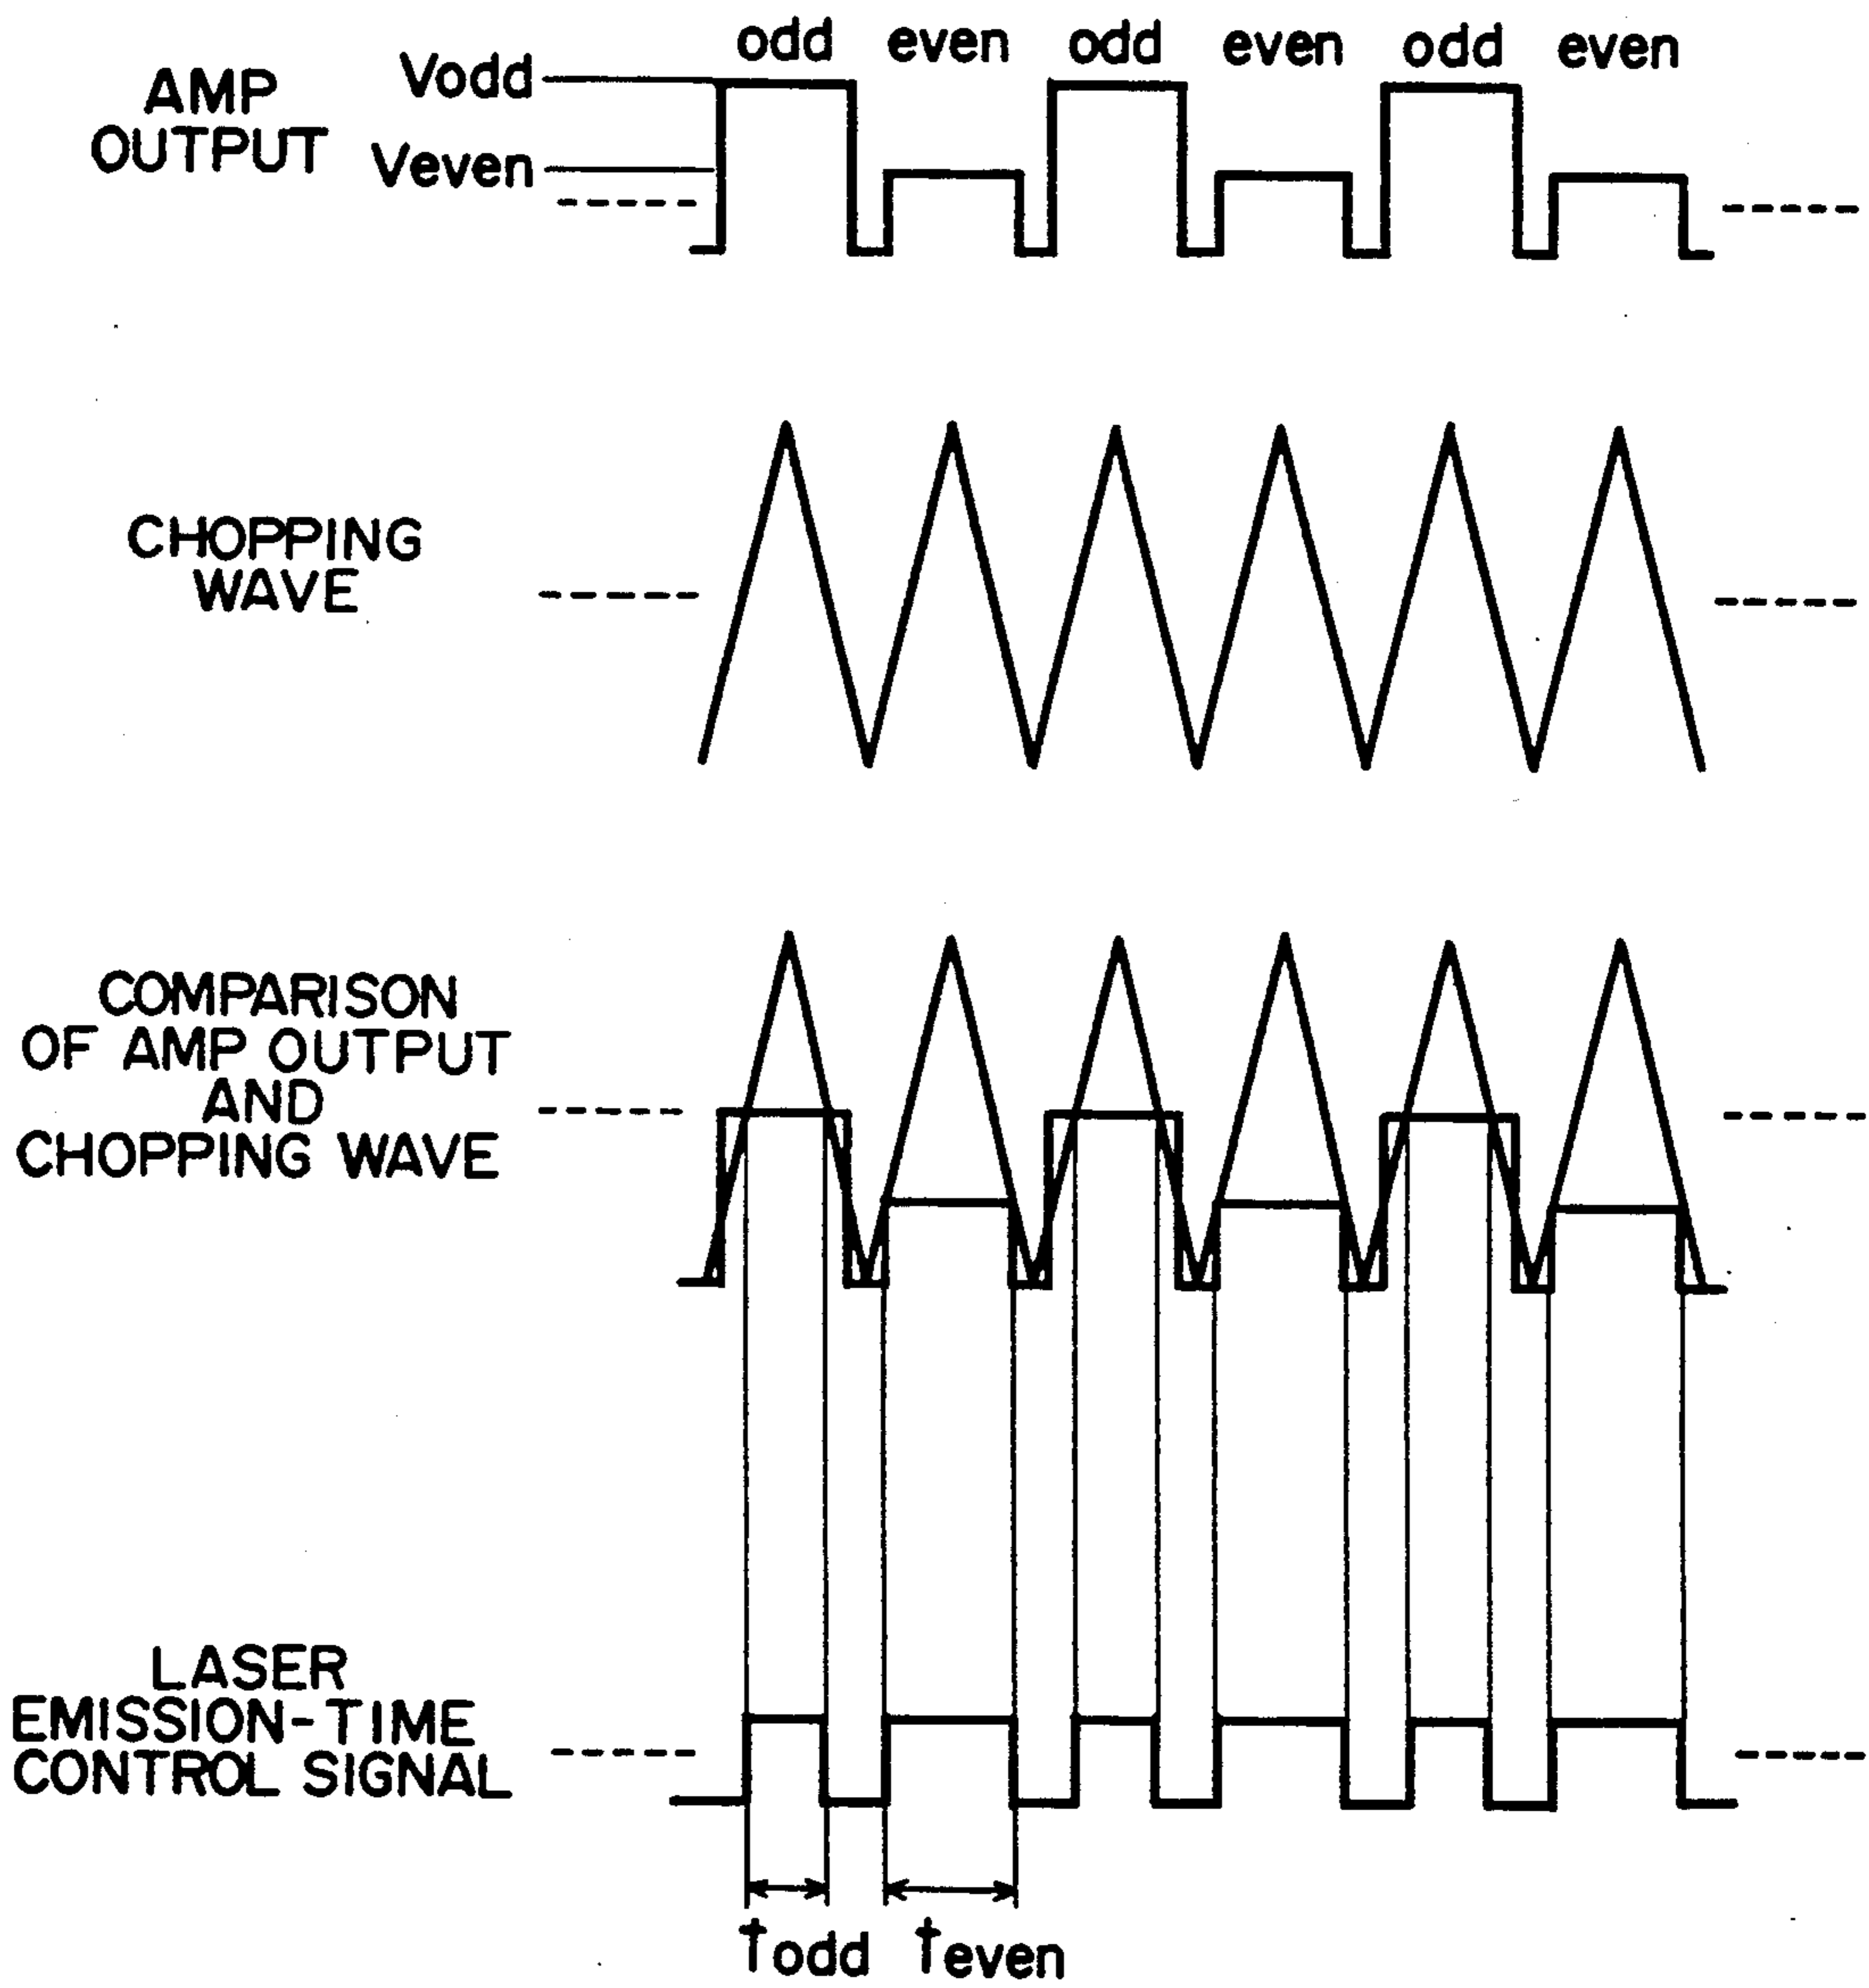 odd even odd even odd even
AMP
OUTPUT
Vodd
Veven
CHOPPING
WAVE
COMPARISON
OF AMP OUTPUT
AND
CHOPPING WAVE
LASER
EMISSION-TIME
CONTROL SIGNAL
todd teven